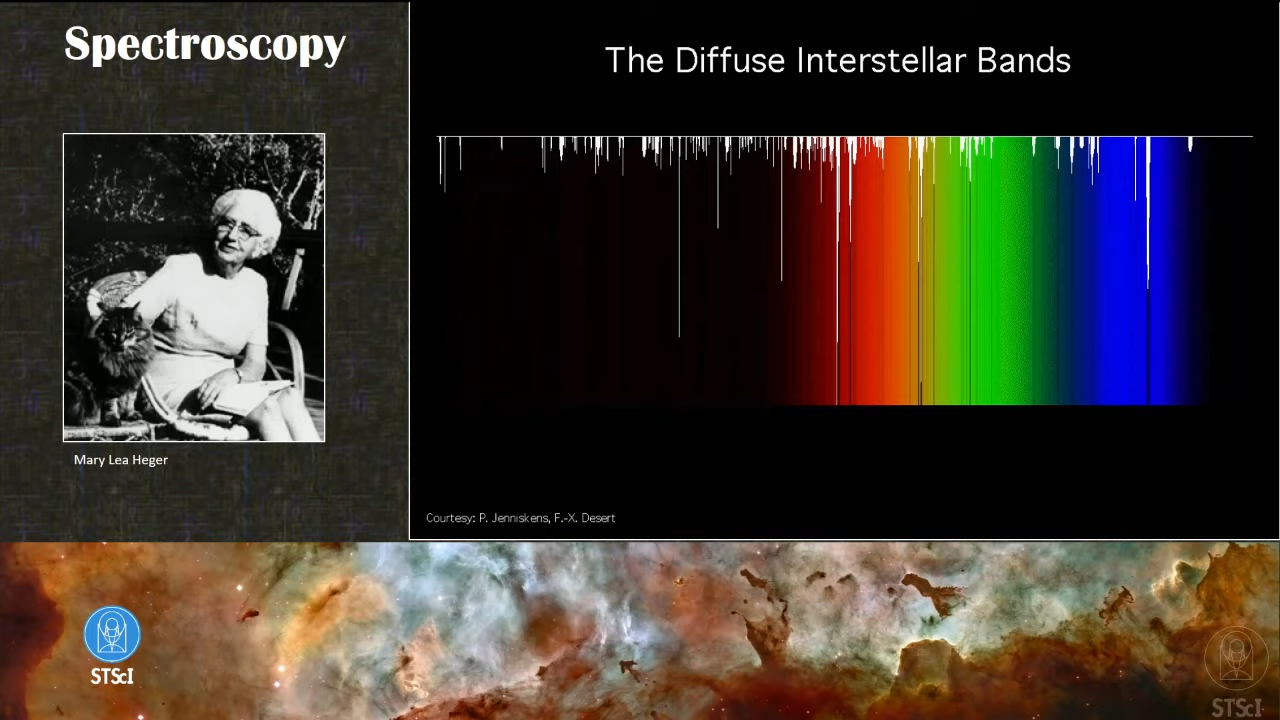 Spectroscopy
The Diffuse Interstellar Bands
Mary Lea Heger
Courtesy: P. Jenniskens, F.-X. Desert
STScI
STScI